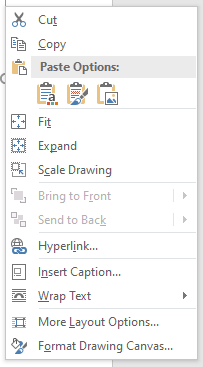 Cut
Copy
Paste Options:
Fit
Expand
Scale Drawing
Bring to Front
Send to Back
Hyperlink...
Insert Caption...
Wrap Text
More Layout Options...
Format Drawing Canvas...